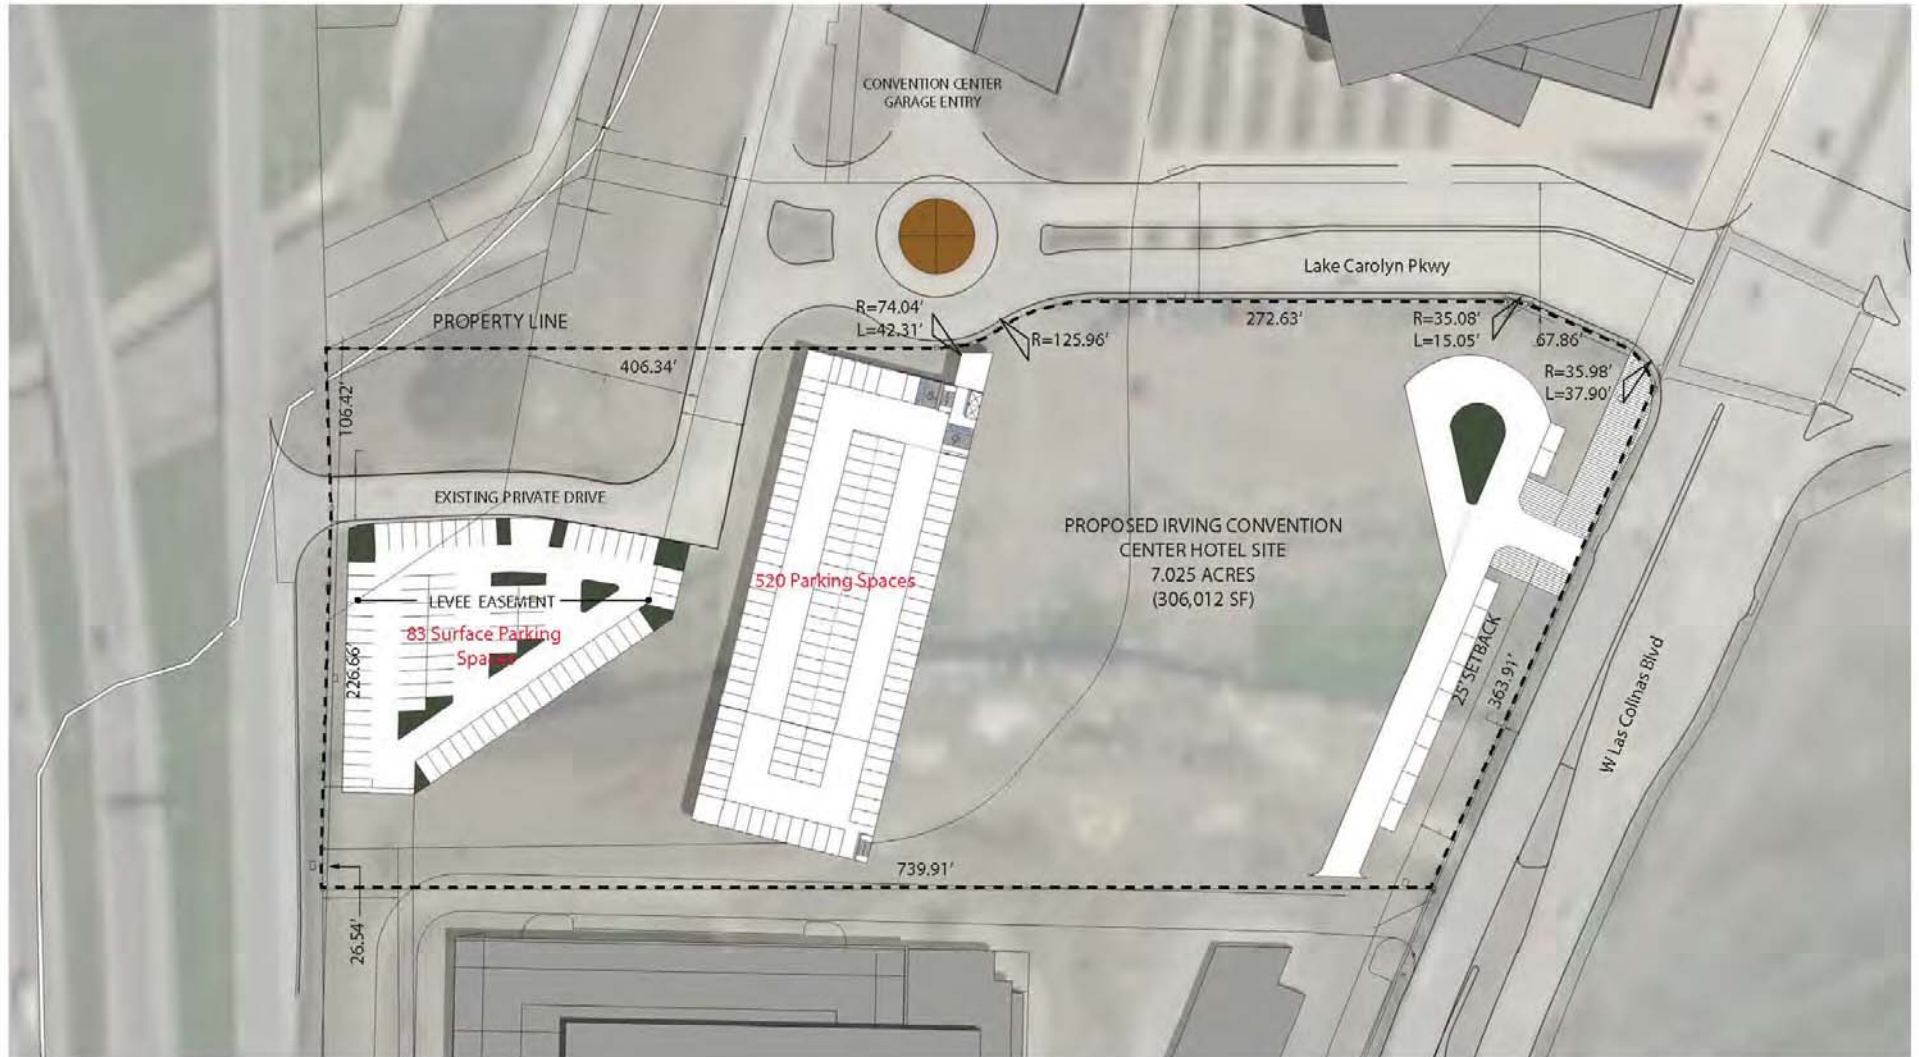 CONVENTION CENTER
GARAGE ENTRY
Lake Carolyn Pkwy
R=74.04'
L=42.31'
PROPERTY LINE
R=125.96'
272.63'
R=35.08'
L=15.05'
67.86'
406.34'
R=35.98'
L=37.90'
106.42'
EXISTING PRIVATE DRIVE
PROPOSED IRVING CONVENTION
CENTER HOTEL SITE
7.025 ACRES
(306,012 SF)
520 Parking Spaces
LEVEE EASEMENT
83 Surface Parking
Spaces
226.66'
25' SETBACK
363.91'
W Las Colinas Blvd
739.91'
26.54'